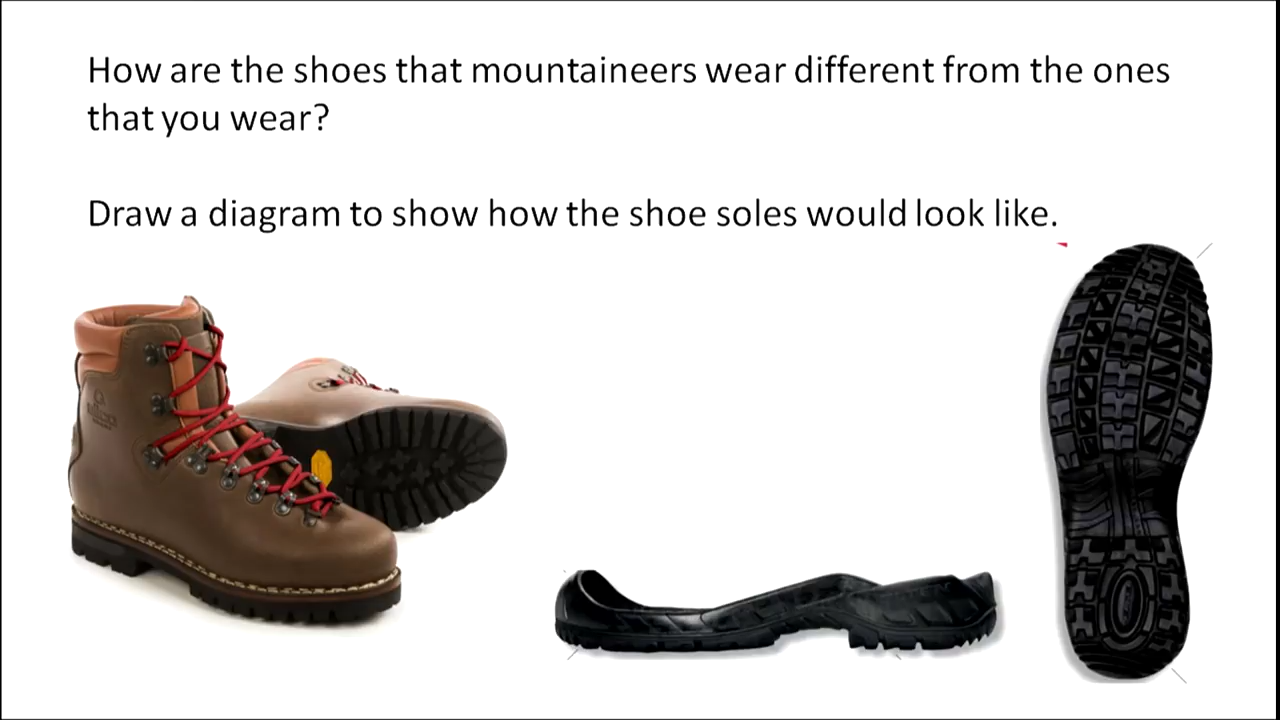 How are the shoes that mountaineers wear different from the ones
that you wear?
Draw a diagram to show how the shoe soles would look like.